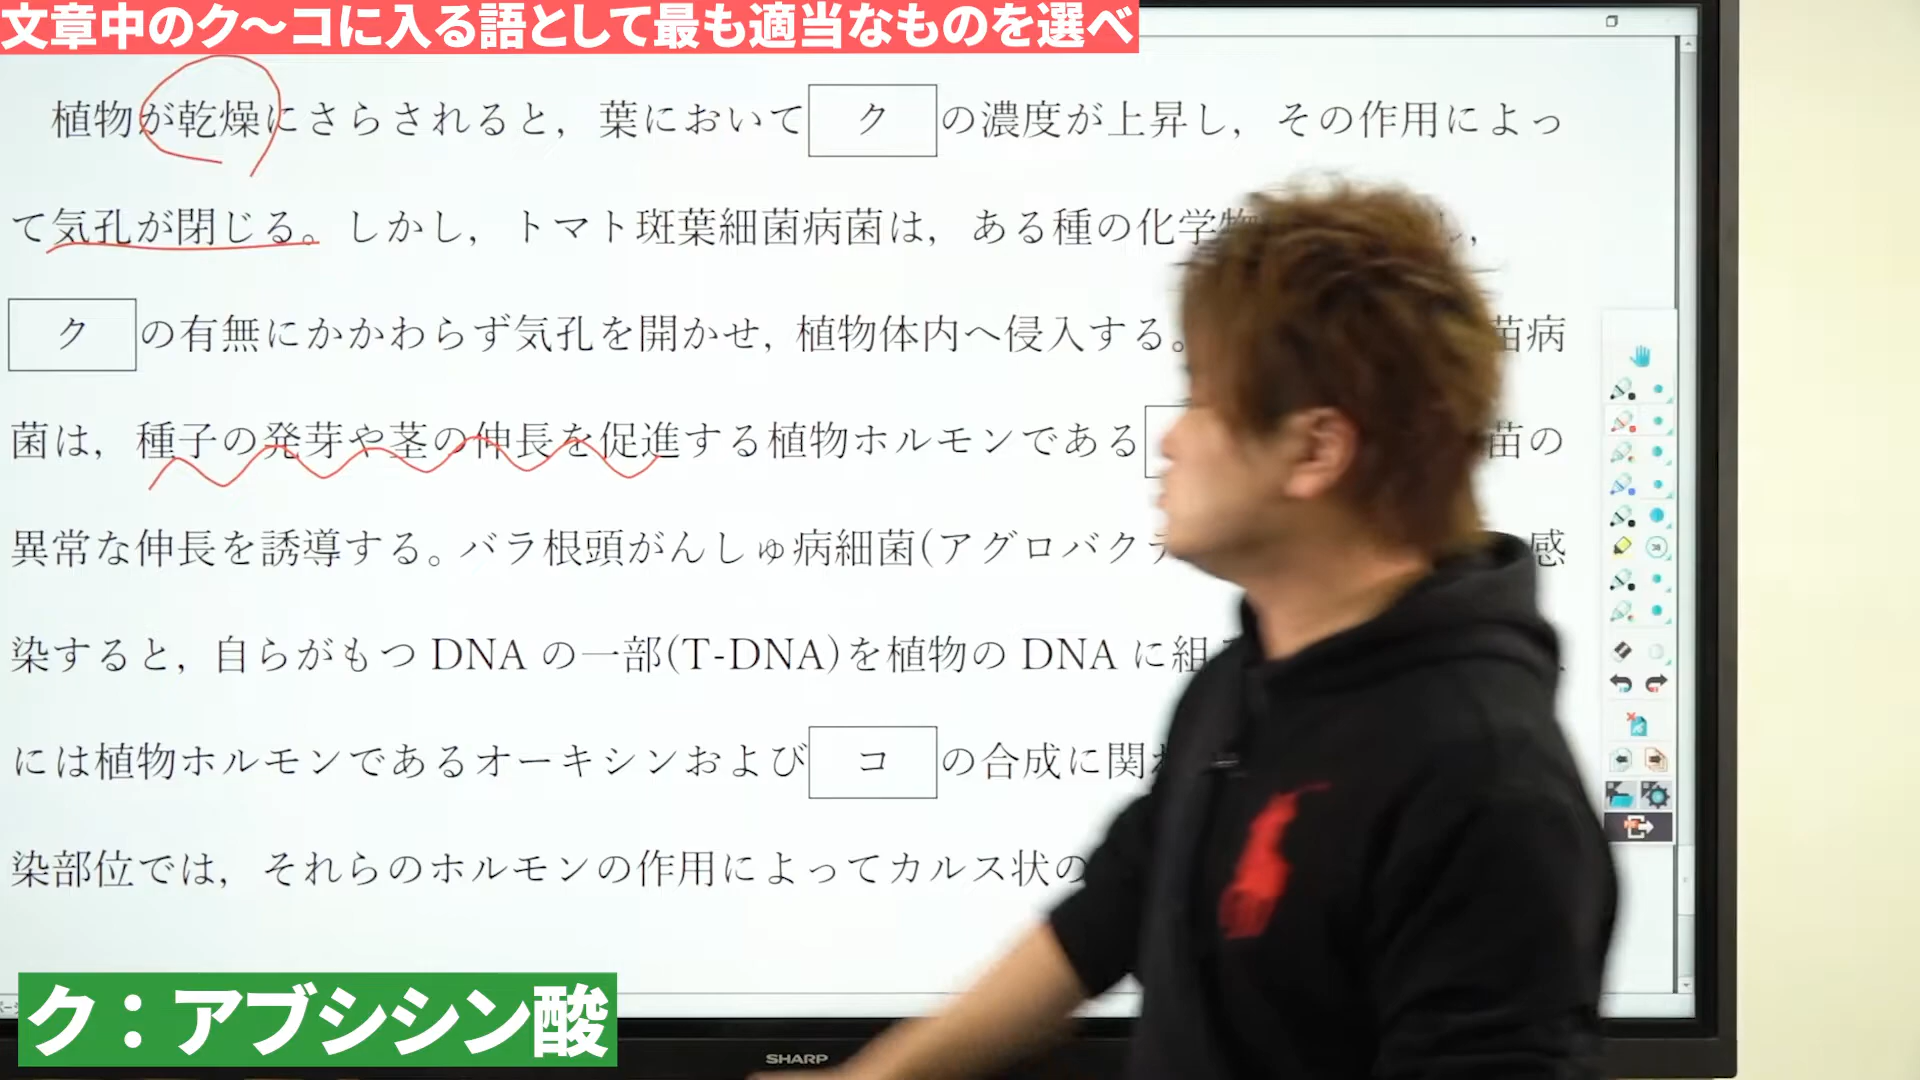 文章中のク～コに入る語として最も適当なものを選べ
植物が乾燥にさらされると，葉において ク の濃度が上昇し，その作用によっ
て気孔が閉じる。しかし，トマト斑葉細菌病菌は，ある種の化学物
ク の有無にかかわらず気孔を開かせ，植物体内へ侵入する。 苗病
菌は，種子の発芽や茎の伸長を促進する植物ホルモンである 苗の
異常な伸長を誘導する。バラ根頭がんしゅ病細菌(アグロバクテ 感
染すると，自らがもつ DNA の一部(T-DNA)を植物の DNA に組
には植物ホルモンであるオーキシンおよび コ の合成に関わ
染部位では，それらのホルモンの作用によってカルス状の
ク：アブシシン酸
SHARP